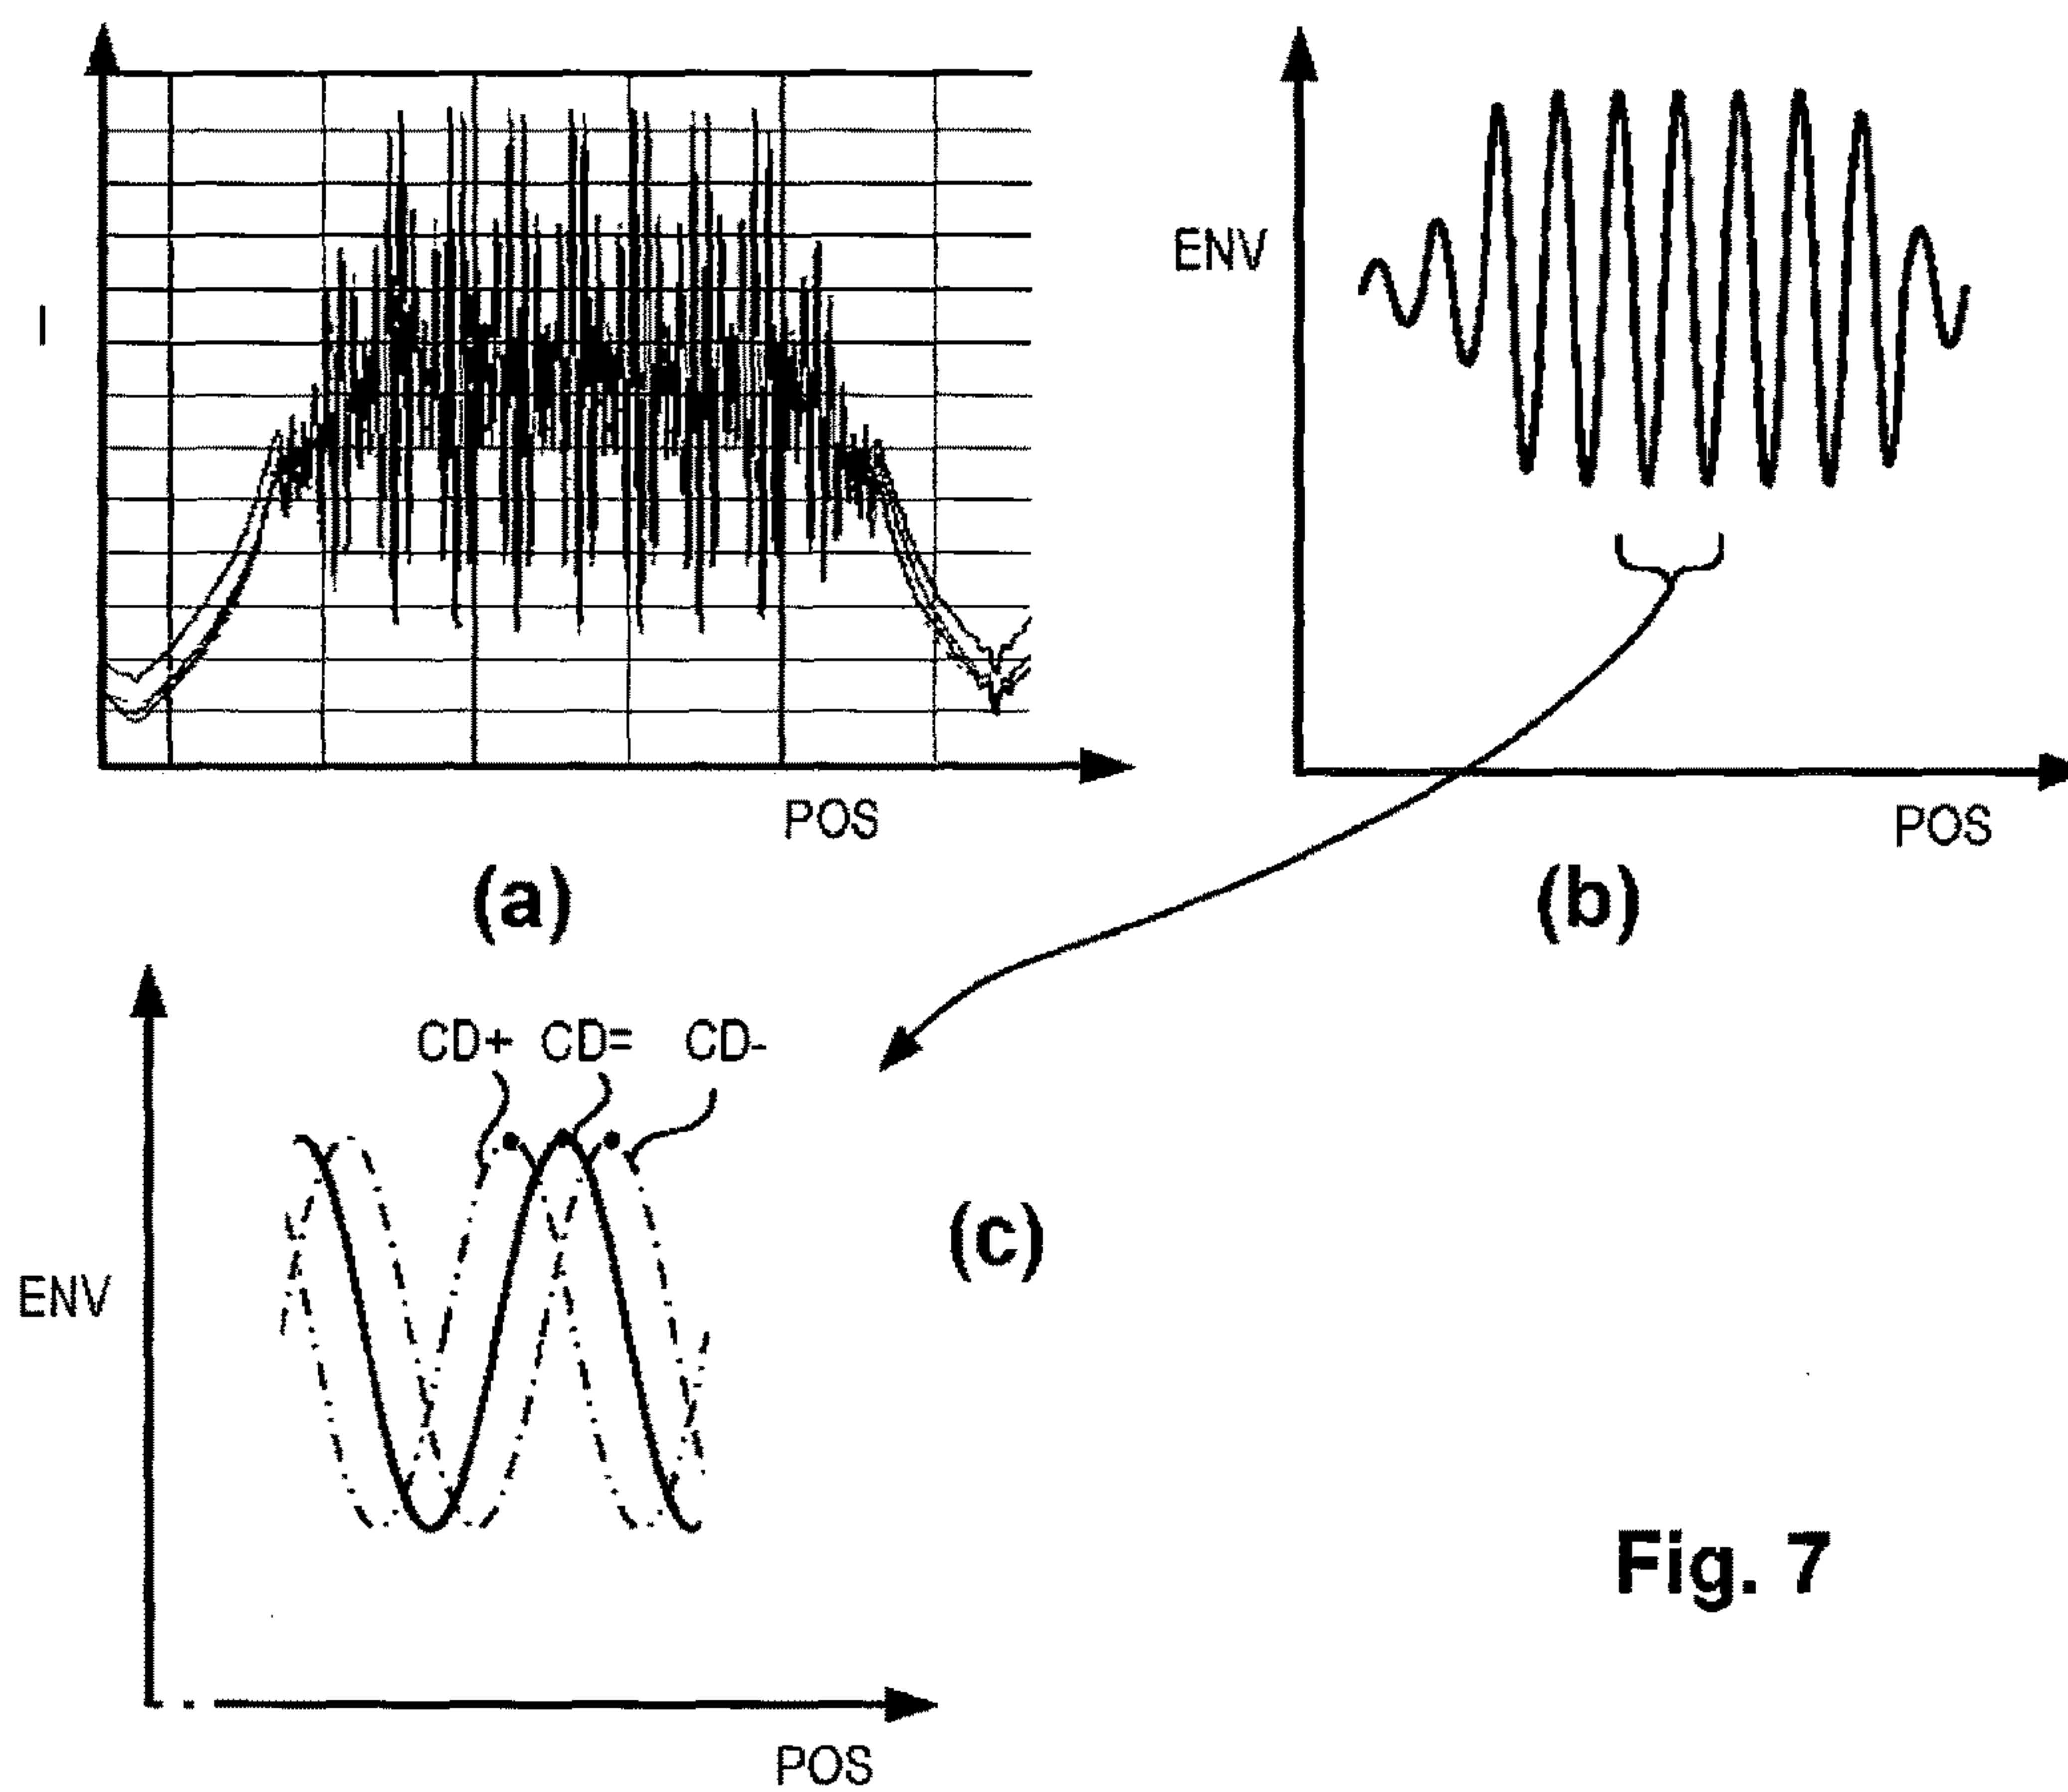 I
ENV
POS
POS
(a)
(b)
CD+ CD= CD-
(c)
ENV
Fig. 7
POS